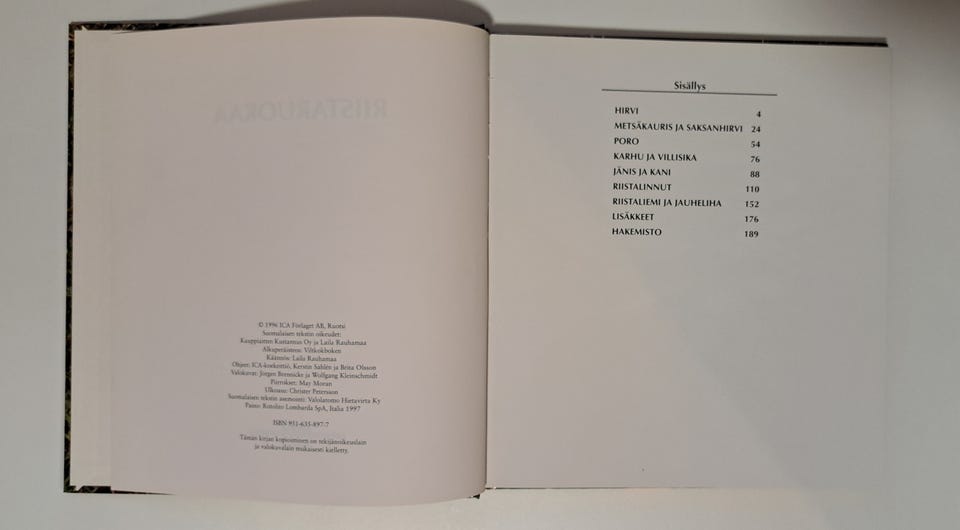 © 1996 ICA Förlaget AB, Ruotsi
Suomalaisen tekstin oikeudet:
Kauppiaitten Kustannus Oy ja Laila Rauhamaa
Alkuperäisteos: Viltkokboken
Käännös: Laila Rauhamaa
Ohjeet: ICA-koekeittiö, Kerstin Sahlén ja Brita Olsson
Valokuvat: Jörgen Brennicke ja Wolfgang Kleinschmidt
Piirrokset: May Moran
Ulkoasu: Christer Petersson
Suomalaisen tekstin asemointi: Valolatomo Hietavirta Ky
Paino: Rotolito Lombarda SpA, Italia 1997
ISBN 951-635-897-7
Tämän kirjan kopioiminen on tekijänoikeuslain
ja valokuvalain mukaisesti kielletty.
Sisällys
HIRVI 4
METSÄKAURIS JA SAKSANHIRVI 24
PORO 54
KARHU JA VILLISIKA 76
JÄNIS JA KANI 88
RIISTALINNUT 110
RIISTALIEMI JA JAUHELIHA 152
LISÄKKEET 176
HAKEMISTO 189